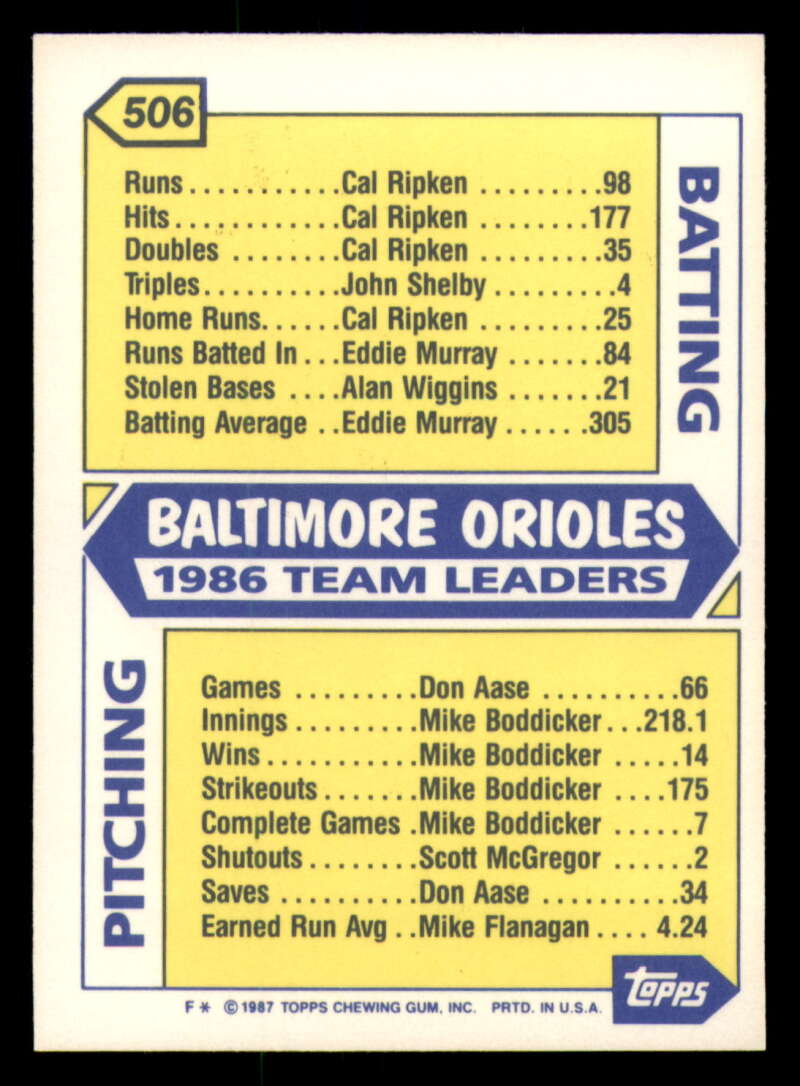 506
Runs...........Cal Ripken .........98
Hits............Cal Ripken ........177
Doubles ........Cal Ripken .........35
Triples..........John Shelby .........4
Home Runs......Cal Ripken .........25
Runs Batted In ...Eddie Murray .......84
Stolen Bases ....Alan Wiggins .......21
Batting Average ..Eddie Murray ......305
BATTING
BALTIMORE ORIOLES
1986 TEAM LEADERS
PITCHING
Games .........Don Aase ..........66
Innings.........Mike Boddicker...218.1
Wins...........Mike Boddicker .....14
Strikeouts.......Mike Boddicker ....175
Complete Games .Mike Boddicker ......7
Shutouts........Scott McGregor ......2
Saves ..........Don Aase ..........34
Earned Run Avg ..Mike Flanagan .... 4.24
topps
F * © 1987 TOPPS CHEWING GUM, INC. PRTD. IN U.S.A.